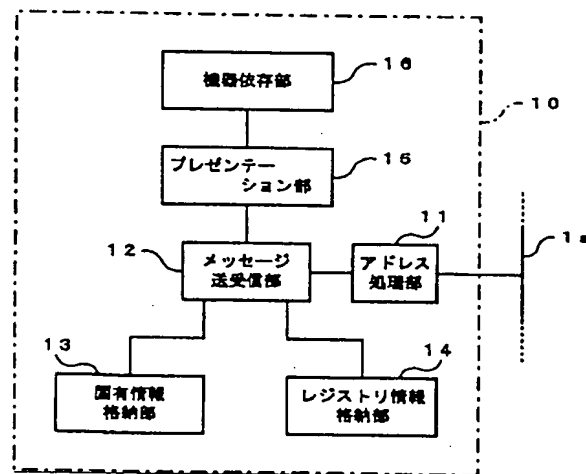 機器依存部
16
10
プレゼンテー
ション部
15
11
1a
12
メッセージ
送受信部
アドレス
処理部
13
14
固有情報
格納部
レジストリ情報
格納部